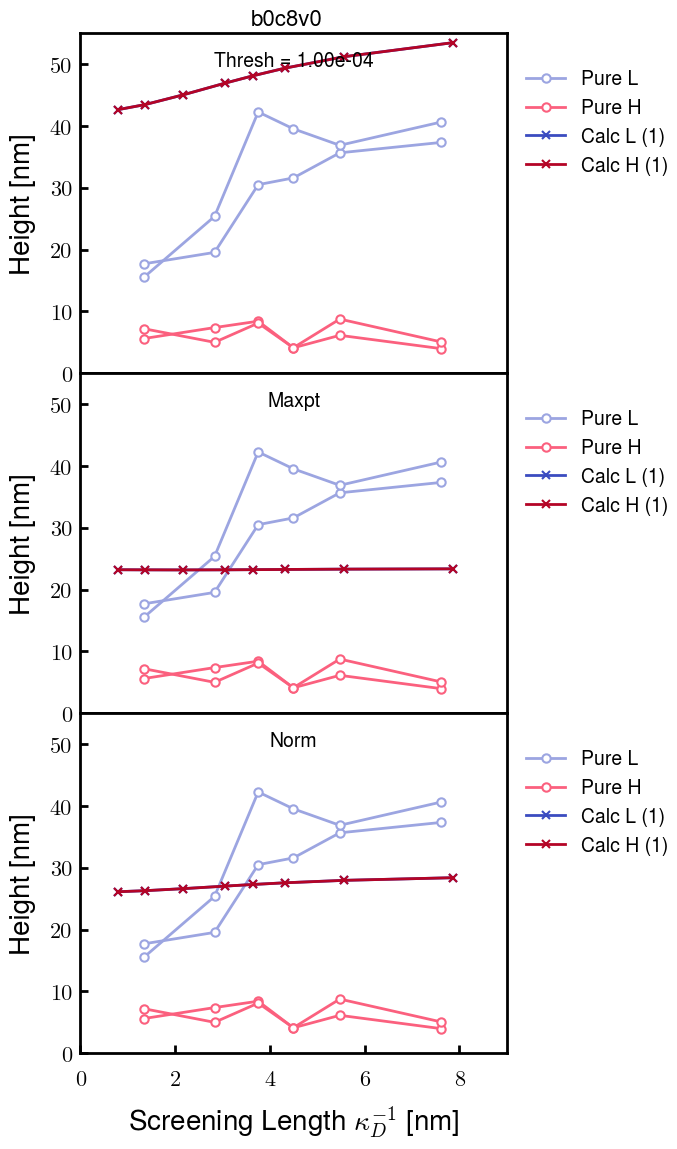 b0c8v0
Thresh = 1.00e-04
Height [nm]
50
40
30
20
10
0
Pure L
Pure H
Calc L (1)
Calc H (1)
Maxpt
Height [nm]
50
40
30
20
10
0
Pure L
Pure H
Calc L (1)
Calc H (1)
Norm
Height [nm]
50
40
30
20
10
0
Pure L
Pure H
Calc L (1)
Calc H (1)
0 2 4 6 8
Screening Length κ_D^{-1} [nm]